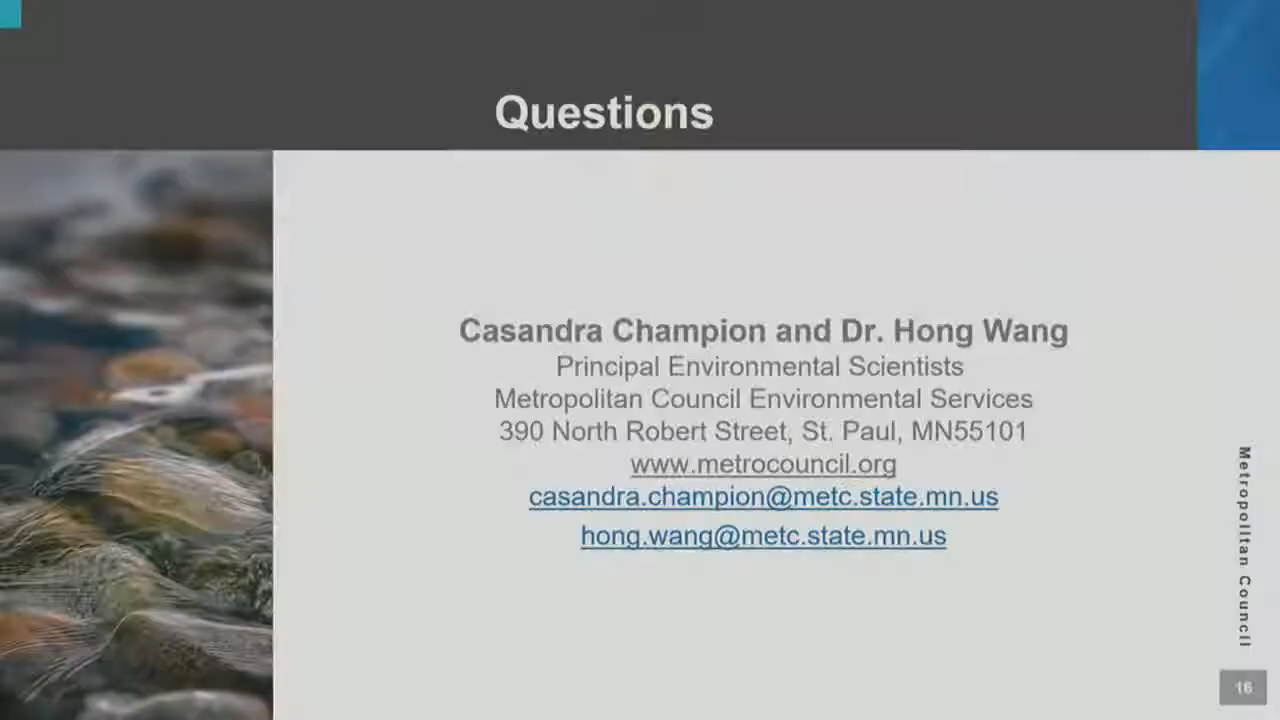 Questions
Casandra Champion and Dr. Hong Wang
Principal Environmental Scientists
Metropolitan Council Environmental Services
390 North Robert Street, St. Paul, MN55101
www.metrocouncil.org
casandra.champion@metc.state.mn.us
hong.wang@metc.state.mn.us
Metropolitan Council
16